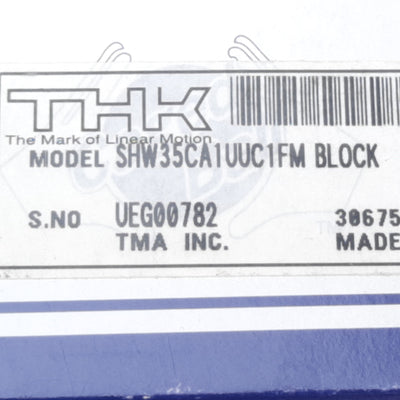 THK
The Mark of Linear Motion
MODEL SHW35CA1UUC1FM BLOCK
S.NO UEG00782 30675
TMA INC. MADE